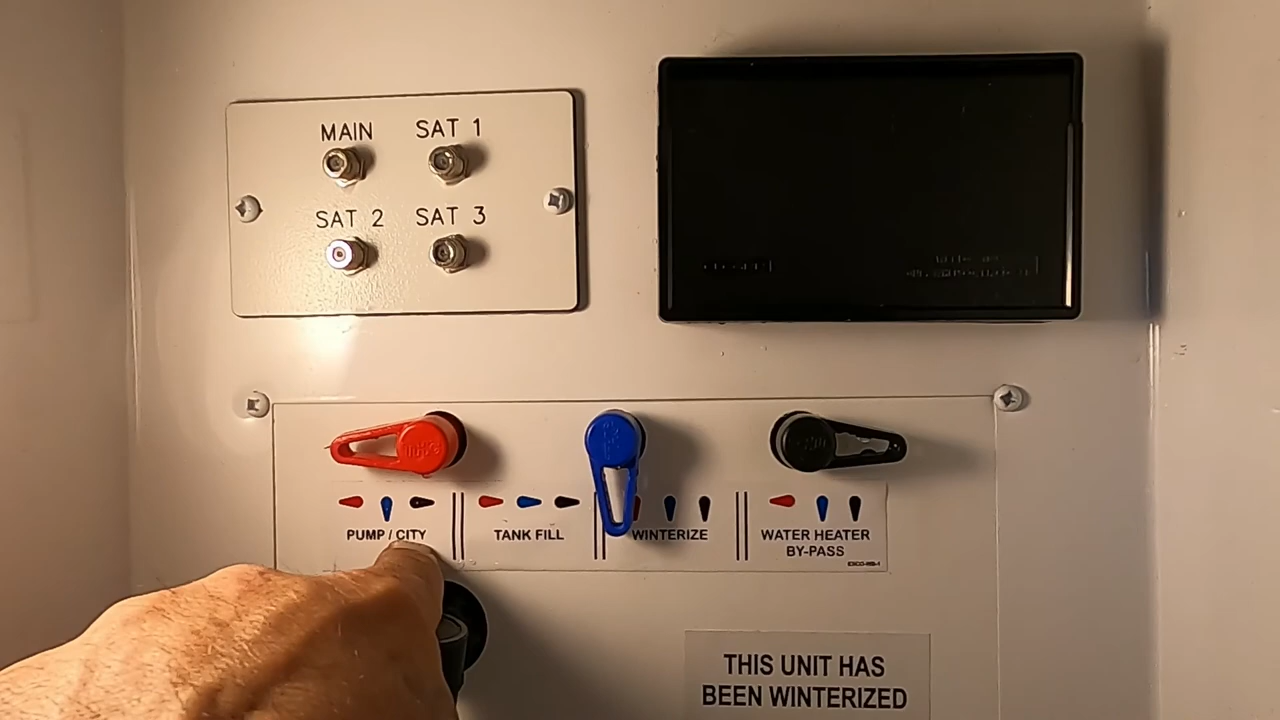 MAIN SAT 1
SAT 2 SAT 3
PUMP / CITY
TANK FILL
WINTERIZE
WATER HEATER
BY-PASS
THIS UNIT HAS
BEEN WINTERIZED